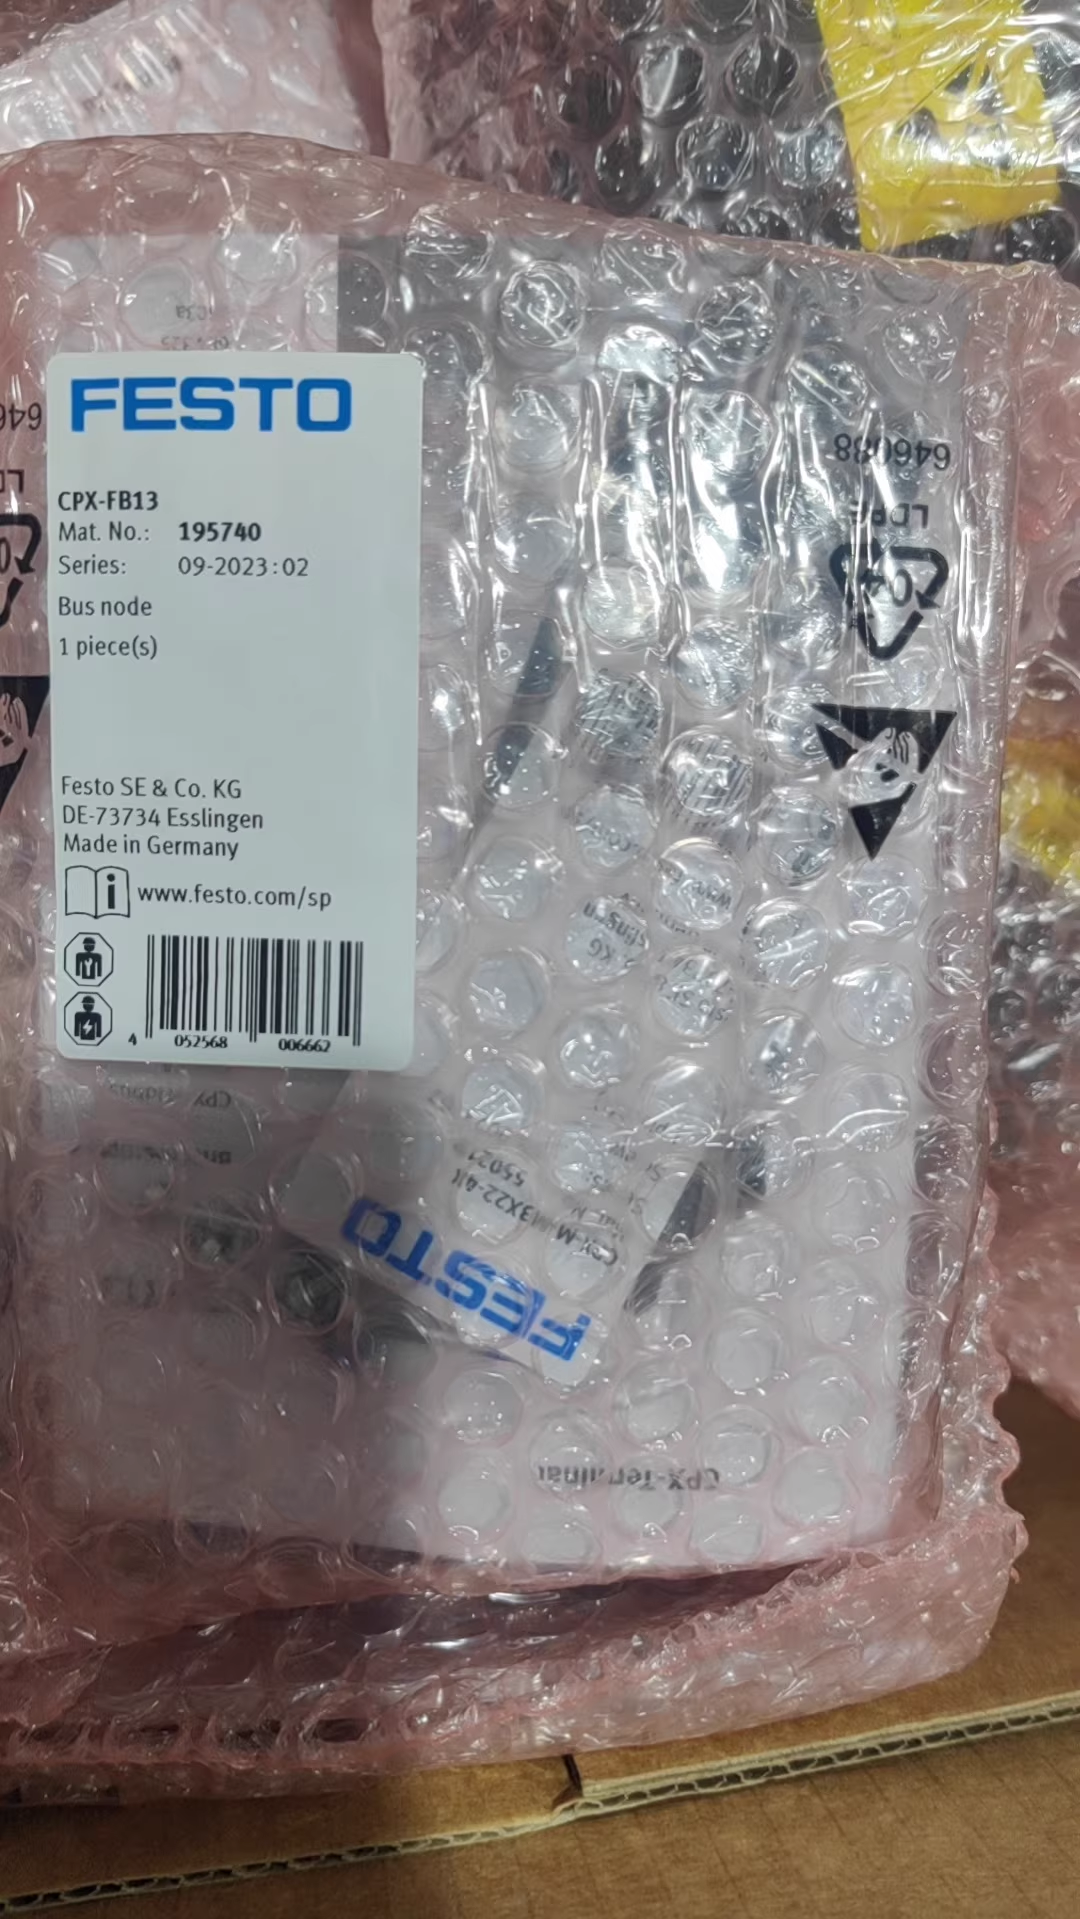 FESTO
CPX-FB13
Mat. No.: 195740
Series: 09-2023:02
Bus node
1 piece(s)
Festo SE & Co. KG
DE-73734 Esslingen
Made in Germany
www.festo.com/sp
4 052568 006662
646088
LDPE
04
FESTO
CPX-Terminal